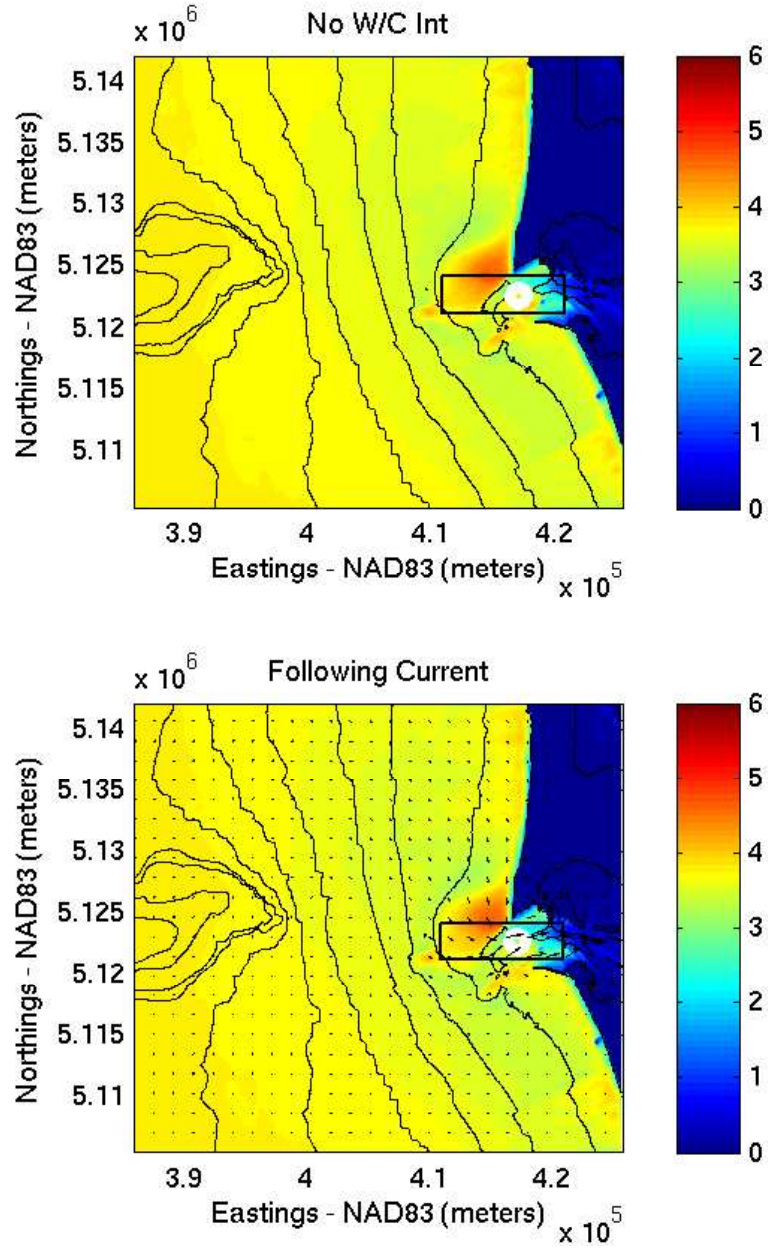 x 10^6
No W/C Int
5.14
5.135
5.13
5.125
5.12
5.115
5.11
Northings - NAD83 (meters)
3.9 4 4.1 4.2
Eastings - NAD83 (meters)
x 10^5
6
5
4
3
2
1
0
x 10^6
Following Current
5.14
5.135
5.13
5.125
5.12
5.115
5.11
Northings - NAD83 (meters)
3.9 4 4.1 4.2
Eastings - NAD83 (meters)
x 10^5
6
5
4
3
2
1
0